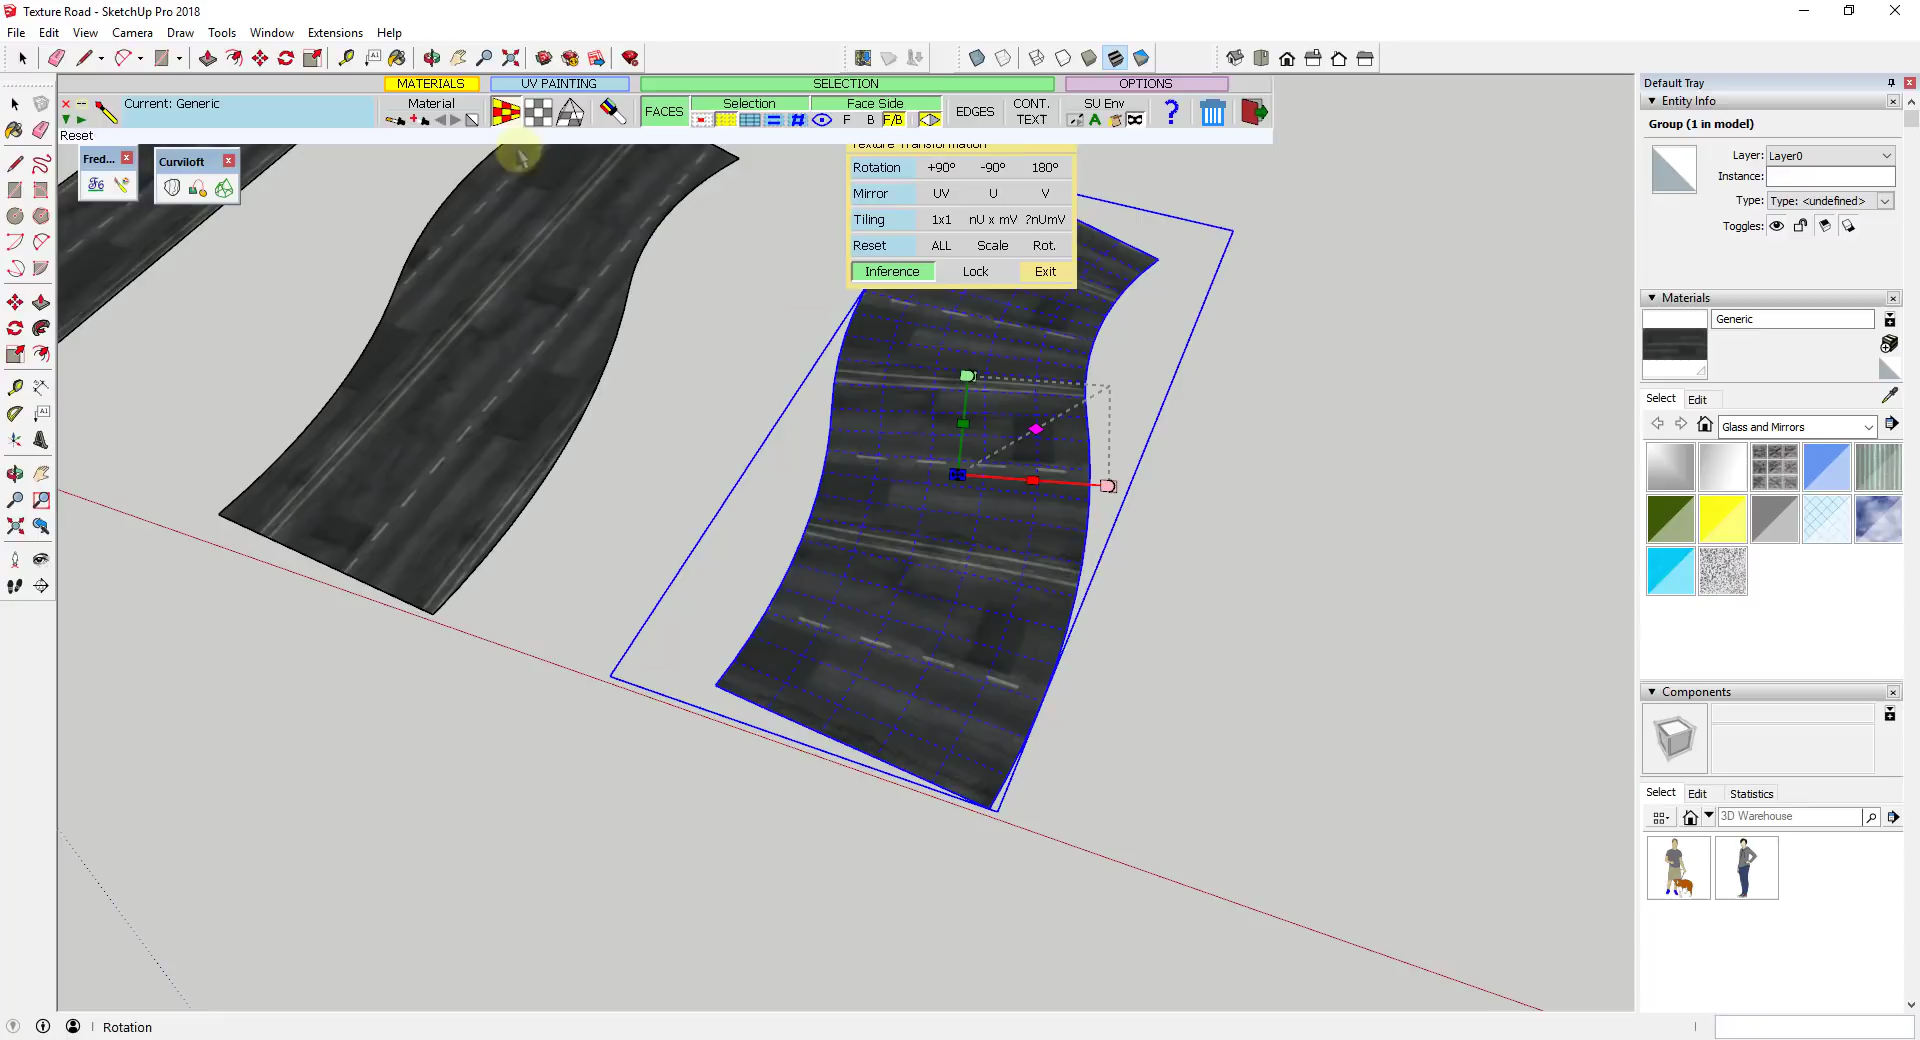 Texture Road - SketchUp Pro 2018
File Edit View Camera Draw Tools Window Extensions Help
MATERIALS UV PAINTING SELECTION OPTIONS
Current: Generic
Material
FACES
Selection
Face Side
F B F/B
EDGES
CONT.
TEXT
SU Env
A
?
Reset
Fred...
Curviloft
Texture Transformation
Rotation +90° -90° 180°
Mirror UV U V
Tiling 1x1 nU x mV ?nUmV
Reset ALL Scale Rot.
Inference Lock Exit
Default Tray
Entity Info
Group (1 in model)
Layer: Layer0
Instance:
Type: Type: <undefined>
Toggles:
Materials
Generic
Select Edit
Glass and Mirrors
Components
Select Edit Statistics
3D Warehouse
Rotation